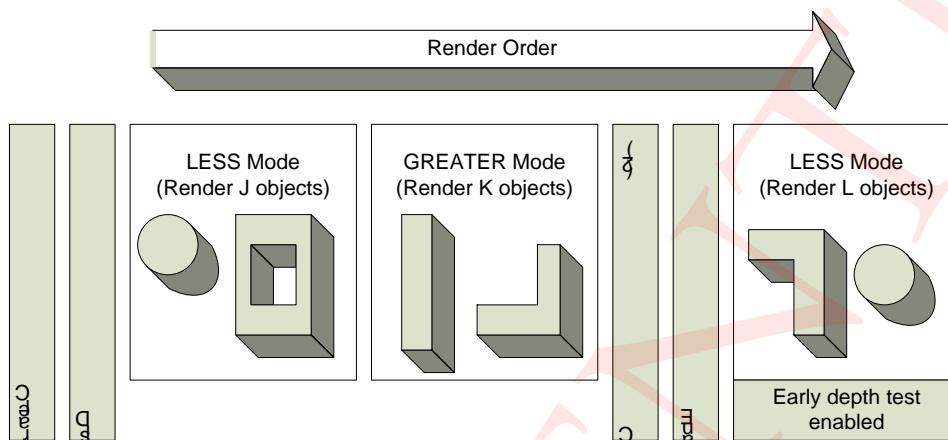 Render Order
LESS Mode
(Render J objects)
GREATER Mode
(Render K objects)
LESS Mode
(Render L objects)
Early depth test
enabled